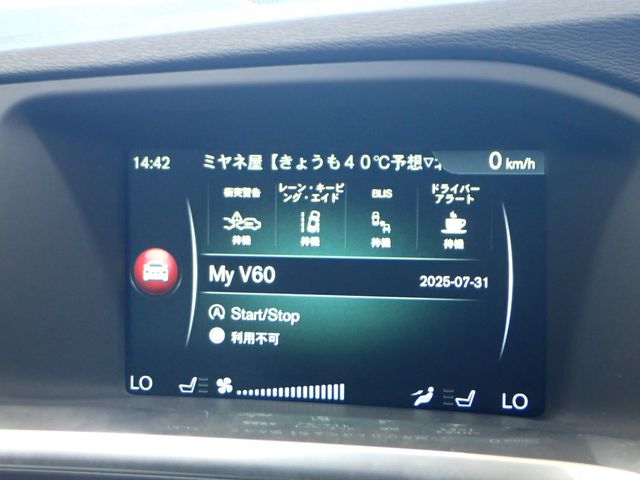 14:42
ミヤネ屋【きょうも４０℃予想▽
0 km/h
衝突警告
レーン・キーピ
ング・エイド
BLIS
ドライバー
アラート
待機
待機
待機
待機
My V60
2025-07-31
Start/Stop
利用不可
LO
LO